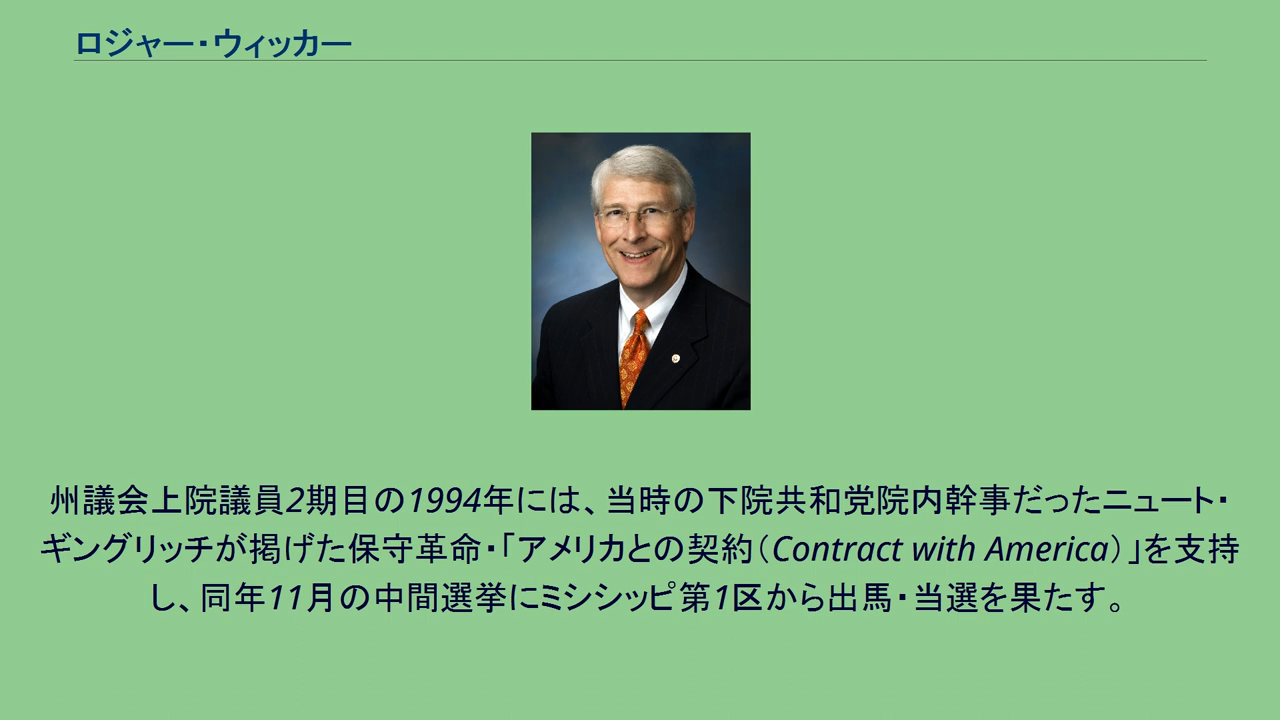 ロジャー・ウィッカー
州議会上院議員2期目の1994年には、当時の下院共和党院内幹事だったニュート・
ギングリッチが掲げた保守革命・「アメリカとの契約（Contract with America）」を支持
し、同年11月の中間選挙にミシシッピ第1区から出馬・当選を果たす。